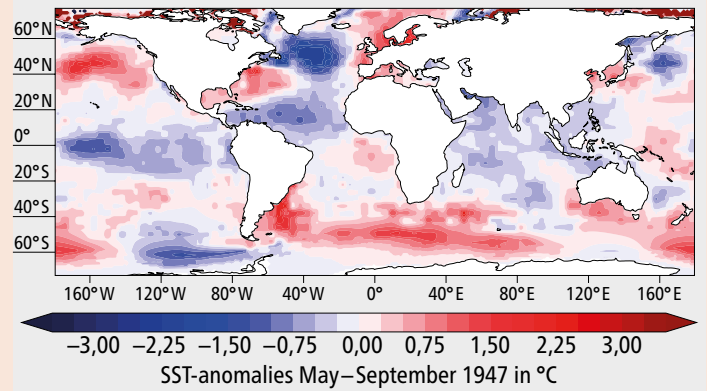 60°N
40°N
20°N
0°
20°S
40°S
60°S
160°W 120°W 80°W 40°W 0° 40°E 80°E 120°E 160°E
–3,00 –2,25 –1,50 –0,75 0,00 0,75 1,50 2,25 3,00
SST-anomalies May–September 1947 in °C